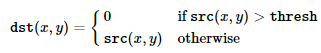 dst(x, y) = { 0 if src(x, y) > thresh
src(x, y) otherwise